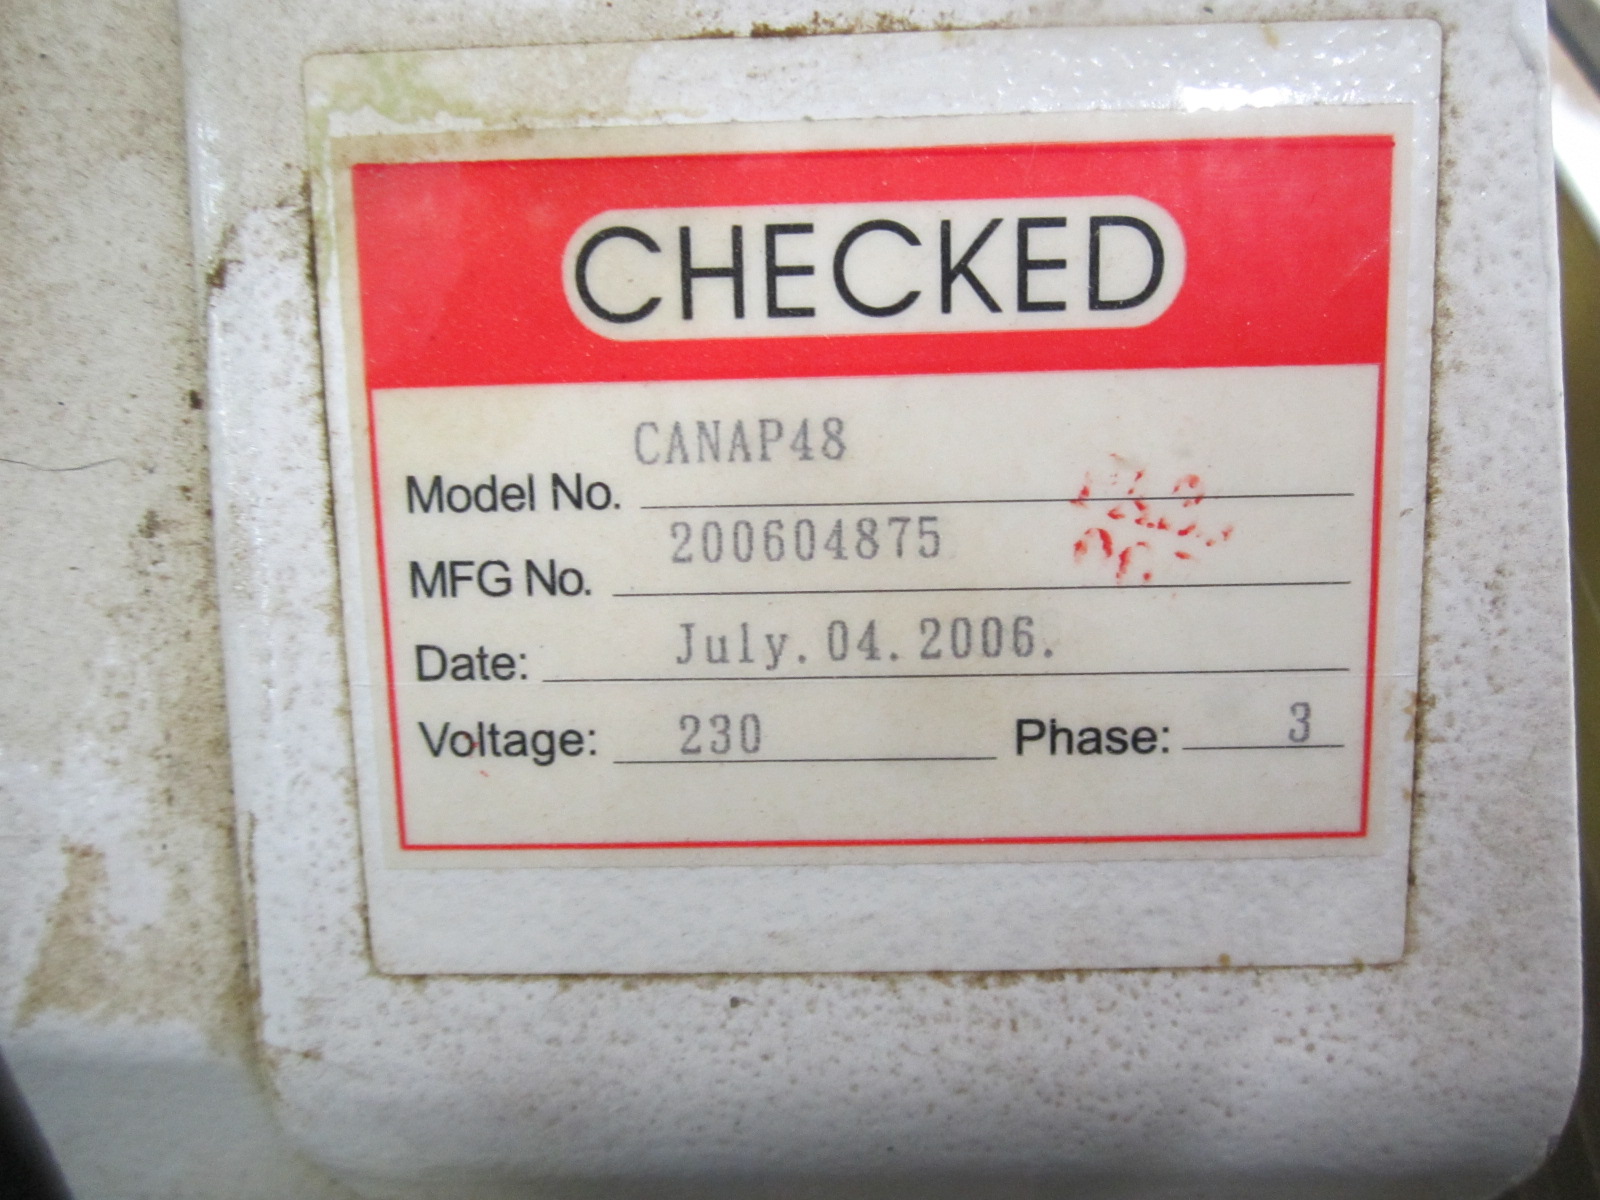 CHECKED
Model No. CANAP48
MFG No. 200604875
Date: July.04.2006.
Voltage: 230 Phase: 3